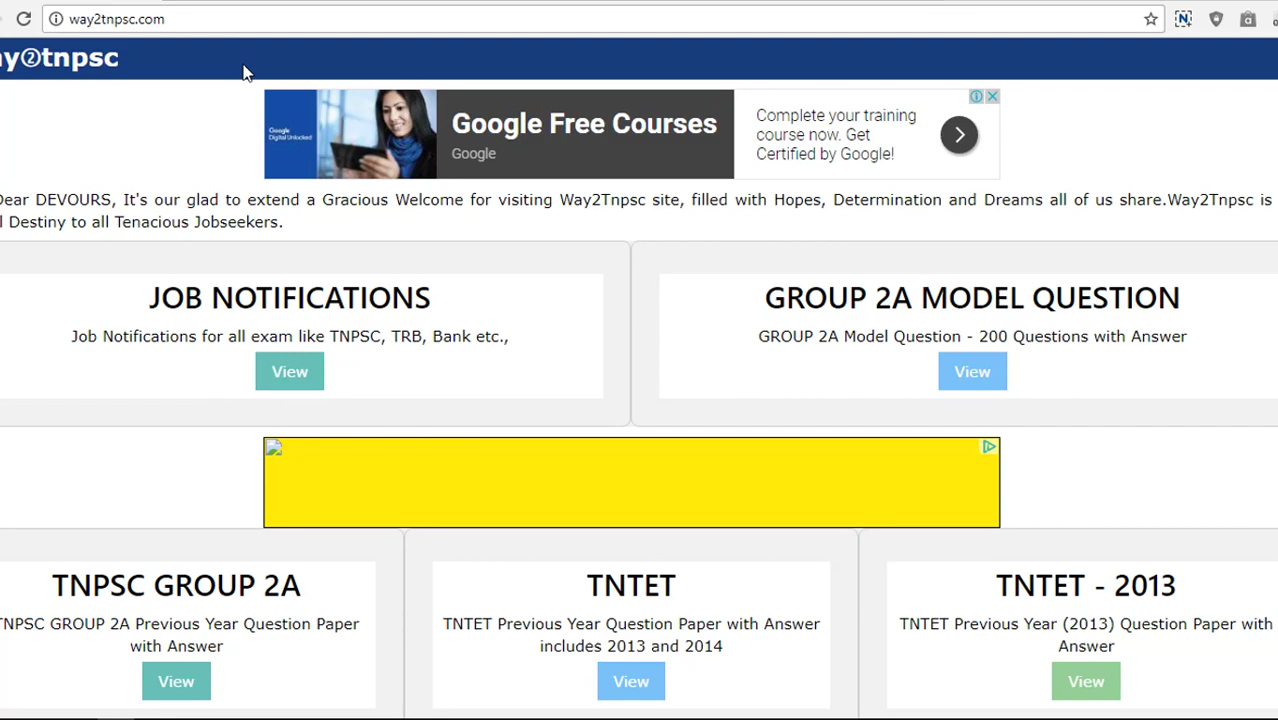 way2tnpsc.com
ay②tnpsc
Google
Digital Unlocked
Google Free Courses
Google
Complete your training
course now. Get
Certified by Google!
Dear DEVOURS, It's our glad to extend a Gracious Welcome for visiting Way2Tnpsc site, filled with Hopes, Determination and Dreams all of us share.Way2Tnpsc is
l Destiny to all Tenacious Jobseekers.
JOB NOTIFICATIONS
Job Notifications for all exam like TNPSC, TRB, Bank etc.,
View
GROUP 2A MODEL QUESTION
GROUP 2A Model Question - 200 Questions with Answer
View
TNPSC GROUP 2A
TNPSC GROUP 2A Previous Year Question Paper
with Answer
View
TNTET
TNTET Previous Year Question Paper with Answer
includes 2013 and 2014
View
TNTET - 2013
TNTET Previous Year (2013) Question Paper with
Answer
View